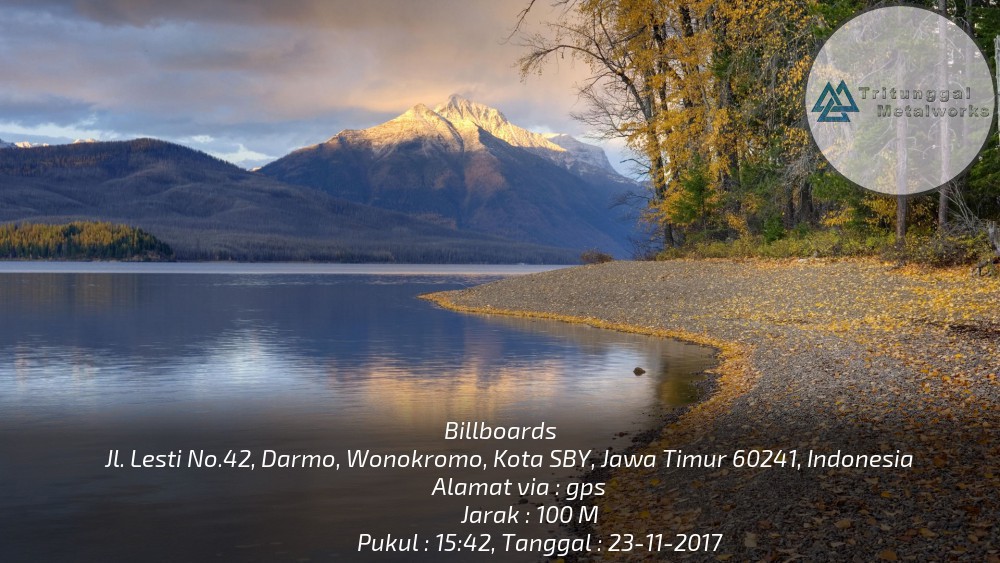 Tritunggal
Metalworks
Billboards
Jl. Lesti No.42, Darmo, Wonokromo, Kota SBY, Jawa Timur 60241, Indonesia
Alamat via : gps
Jarak : 100 M
Pukul : 15:42, Tanggal : 23-11-2017